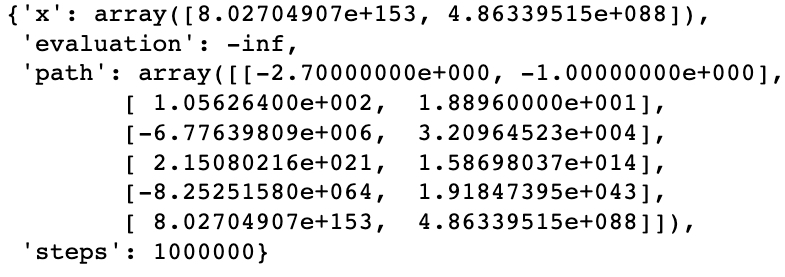 {'x': array([8.02704907e+153, 4.86339515e+088]),
 'evaluation': -inf,
 'path': array([[-2.70000000e+000, -1.00000000e+000],
        [ 1.05626400e+002,  1.88960000e+001],
        [-6.77639809e+006,  3.20964523e+004],
        [ 2.15080216e+021,  1.58698037e+014],
        [-8.25251580e+064,  1.91847395e+043],
        [ 8.02704907e+153,  4.86339515e+088]]),
 'steps': 1000000}